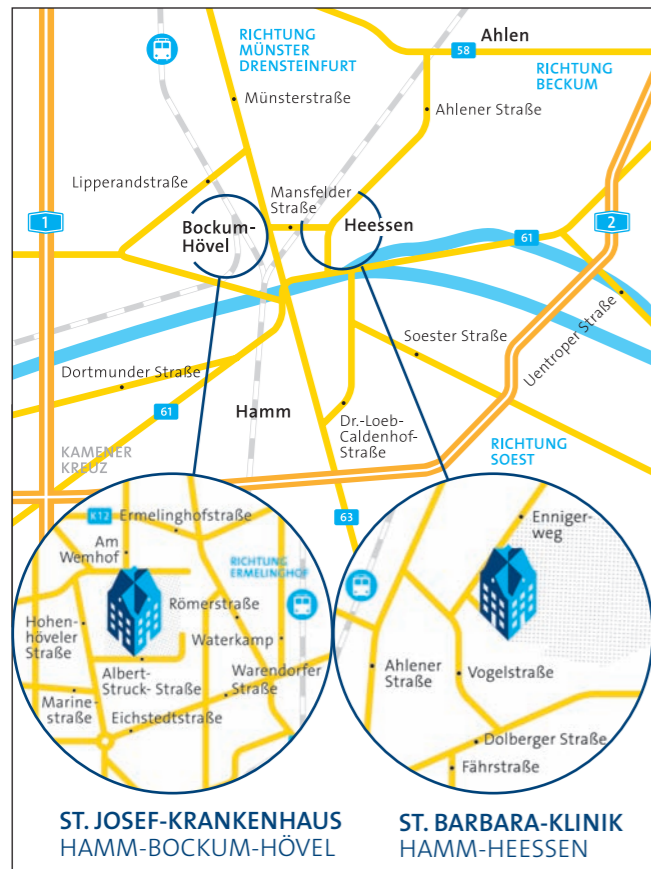 RICHTUNG
MÜNSTER
DRENSTEINFURT
Ahlen
58
RICHTUNG
BECKUM
Münsterstraße
Ahlener Straße
Lipperandstraße
Mansfelder
Straße
1
Bockum-
Hövel
Heessen
2
61
Uentroper Straße
Soester Straße
Dortmunder Straße
61
Hamm
Dr.-Loeb-
Caldenhof-
Straße
KAMENER
KREUZ
RICHTUNG
SOEST
63
K12
Ermelinghofstraße
Am
Wemhof
RICHTUNG
ERMELINGHOF
Römerstraße
Hohen-
höveler
Straße
Waterkamp
Albert-
Struck-Straße
Warendorfer
Straße
Marine-
straße
Eichstedtstraße
Enniger-
weg
Ahlener
Straße
Vogelstraße
Dolberger Straße
Fährstraße
ST. JOSEF-KRANKENHAUS
HAMM-BOCKUM-HÖVEL
ST. BARBARA-KLINIK
HAMM-HEESSEN